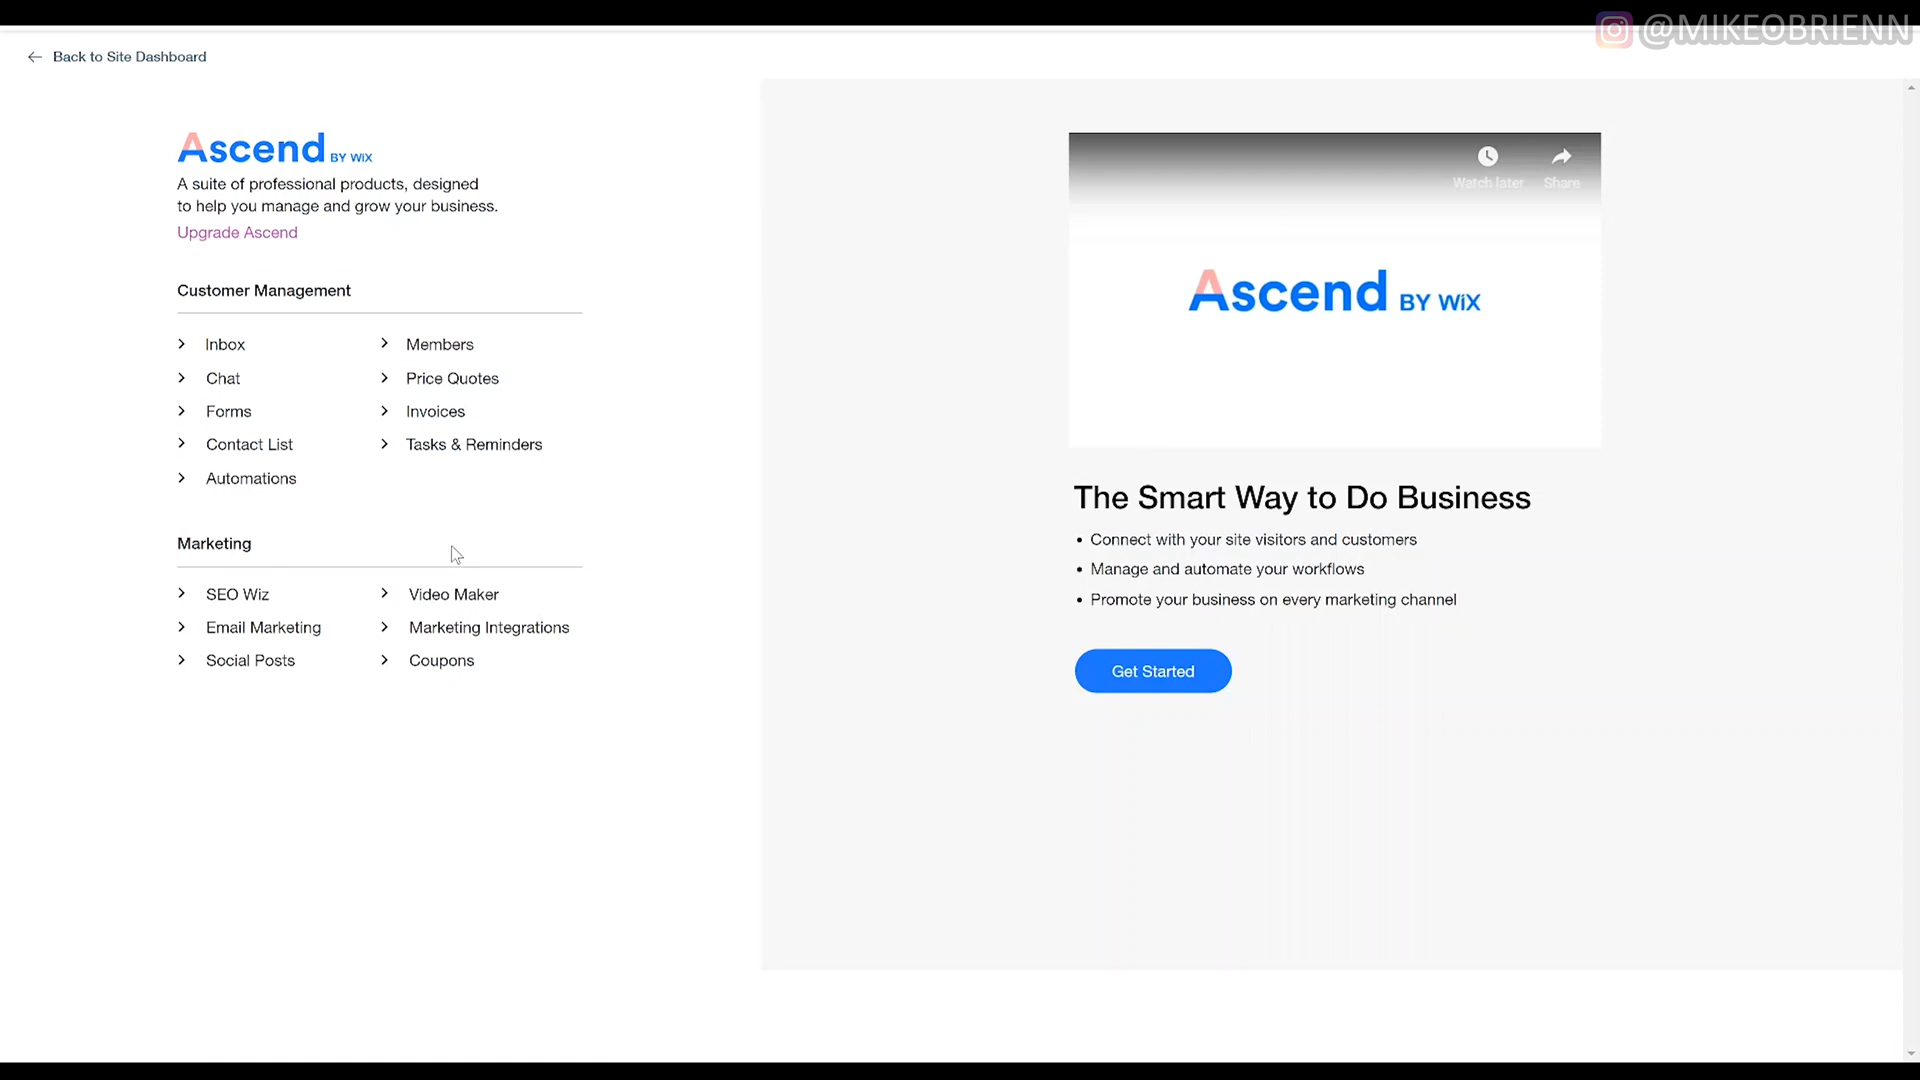 @MIKEOBRIENN
Back to Site Dashboard
Ascend BY WiX
A suite of professional products, designed
to help you manage and grow your business.
Upgrade Ascend
Customer Management
Inbox
Members
Chat
Price Quotes
Forms
Invoices
Contact List
Tasks & Reminders
Automations
Marketing
SEO Wiz
Video Maker
Email Marketing
Marketing Integrations
Social Posts
Coupons
Watch later
Share
Ascend BY WiX
The Smart Way to Do Business
• Connect with your site visitors and customers
• Manage and automate your workflows
• Promote your business on every marketing channel
Get Started